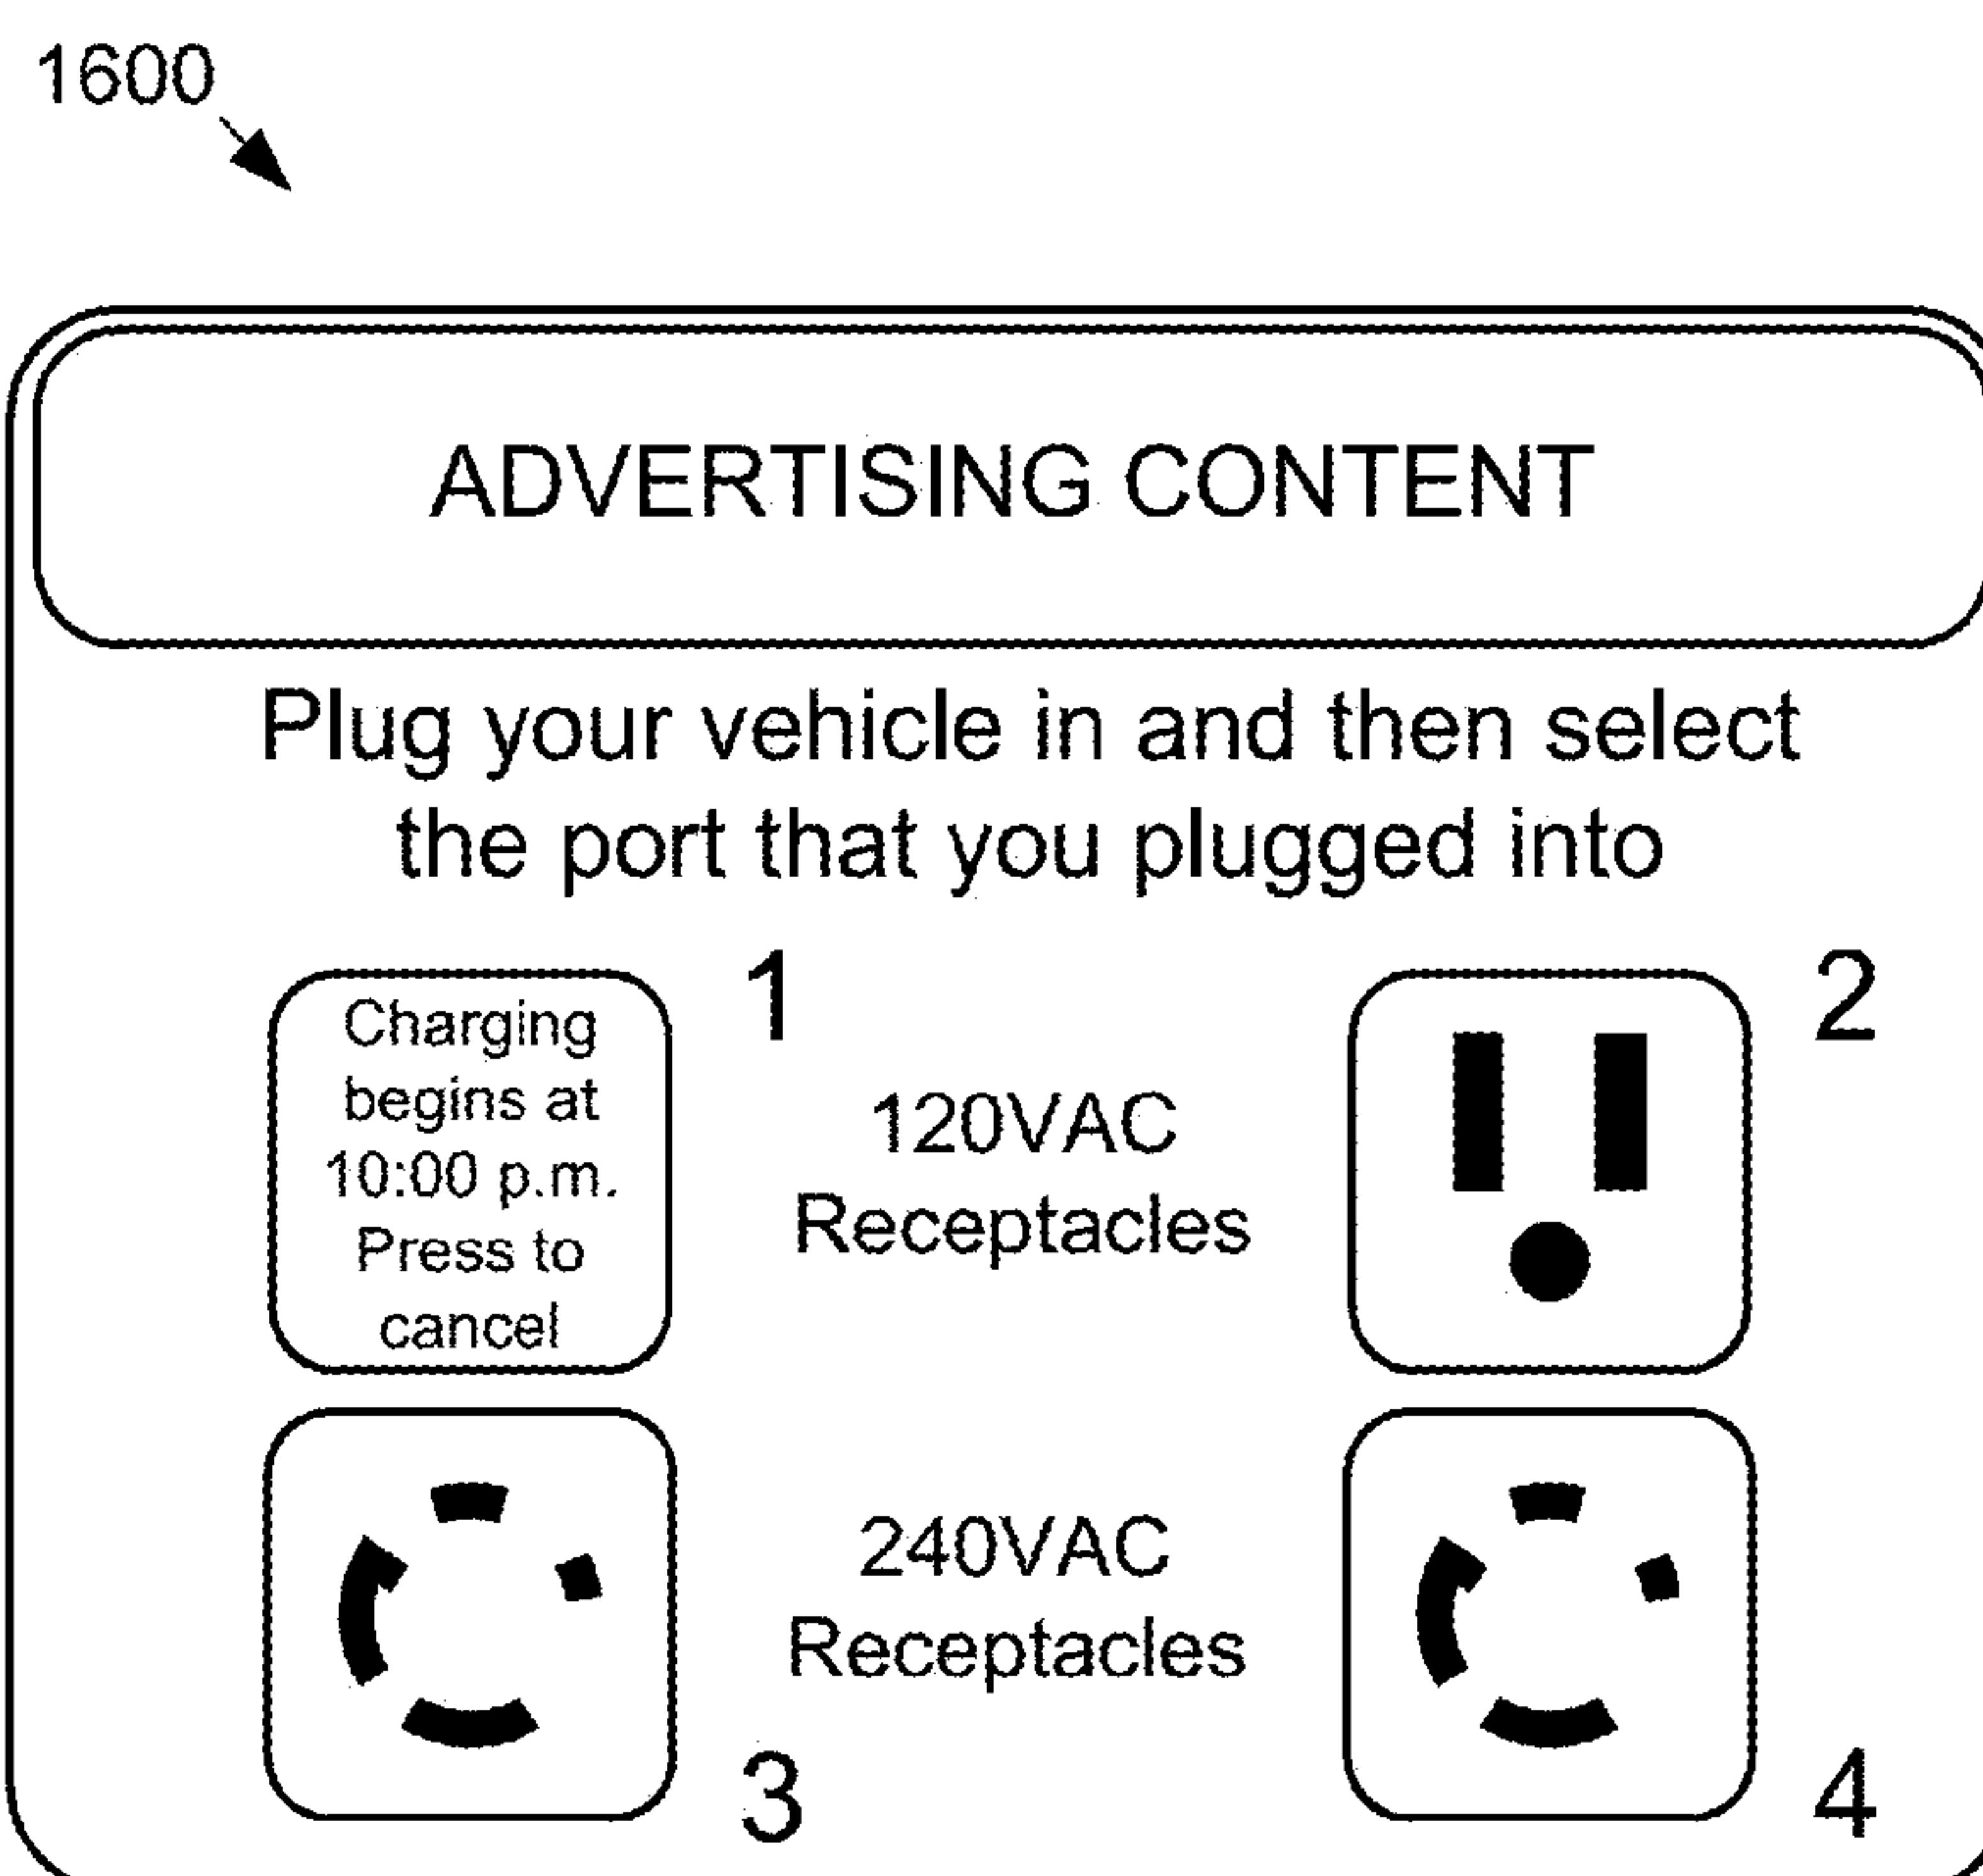 1600
ADVERTISING CONTENT
Plug your vehicle in and then select
the port that you plugged into
1
2
Charging
begins at
10:00 p.m.
Press to
cancel
120VAC
Receptacles
240VAC
Receptacles
3
4